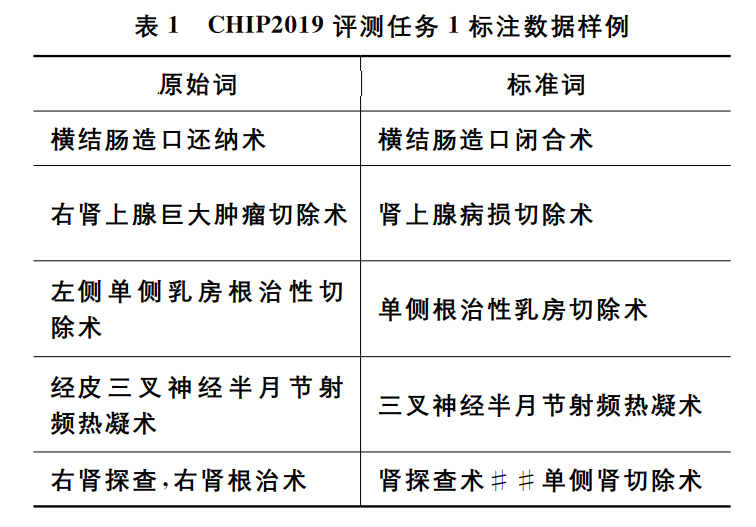 表 1 CHIP2019 评测任务 1 标注数据样例
原始词 标准词
横结肠造口还纳术 横结肠造口闭合术
右肾上腺巨大肿瘤切除术 肾上腺病损切除术
左侧单侧乳房根治性切
除术
单侧根治性乳房切除术
经皮三叉神经半月节射
频热凝术
三叉神经半月节射频热凝术
右肾探查,右肾根治术 肾探查术##单侧肾切除术